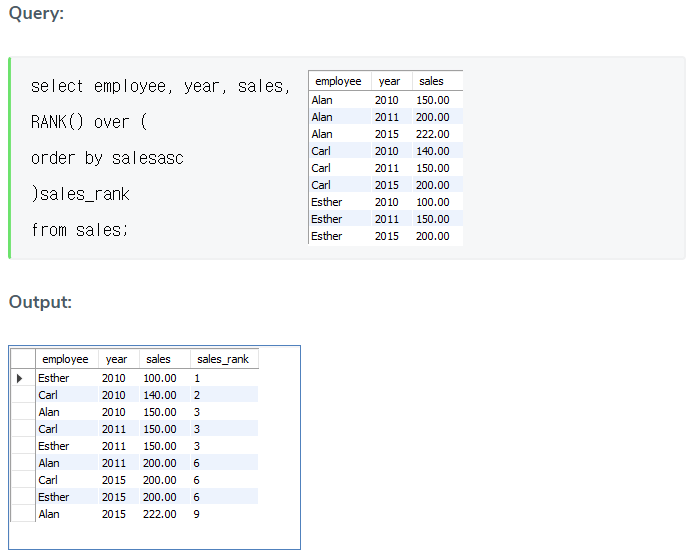 Query:
select employee, year, sales,
RANK() over (
order by salesasc
)sales_rank
from sales;
employee year sales
Alan 2010 150.00
Alan 2011 200.00
Alan 2015 222.00
Carl 2010 140.00
Carl 2011 150.00
Carl 2015 200.00
Esther 2010 100.00
Esther 2011 150.00
Esther 2015 200.00
Output:
employee year sales sales_rank
Esther 2010 100.00 1
Carl 2010 140.00 2
Alan 2010 150.00 3
Carl 2011 150.00 3
Esther 2011 150.00 3
Alan 2011 200.00 6
Carl 2015 200.00 6
Esther 2015 200.00 6
Alan 2015 222.00 9